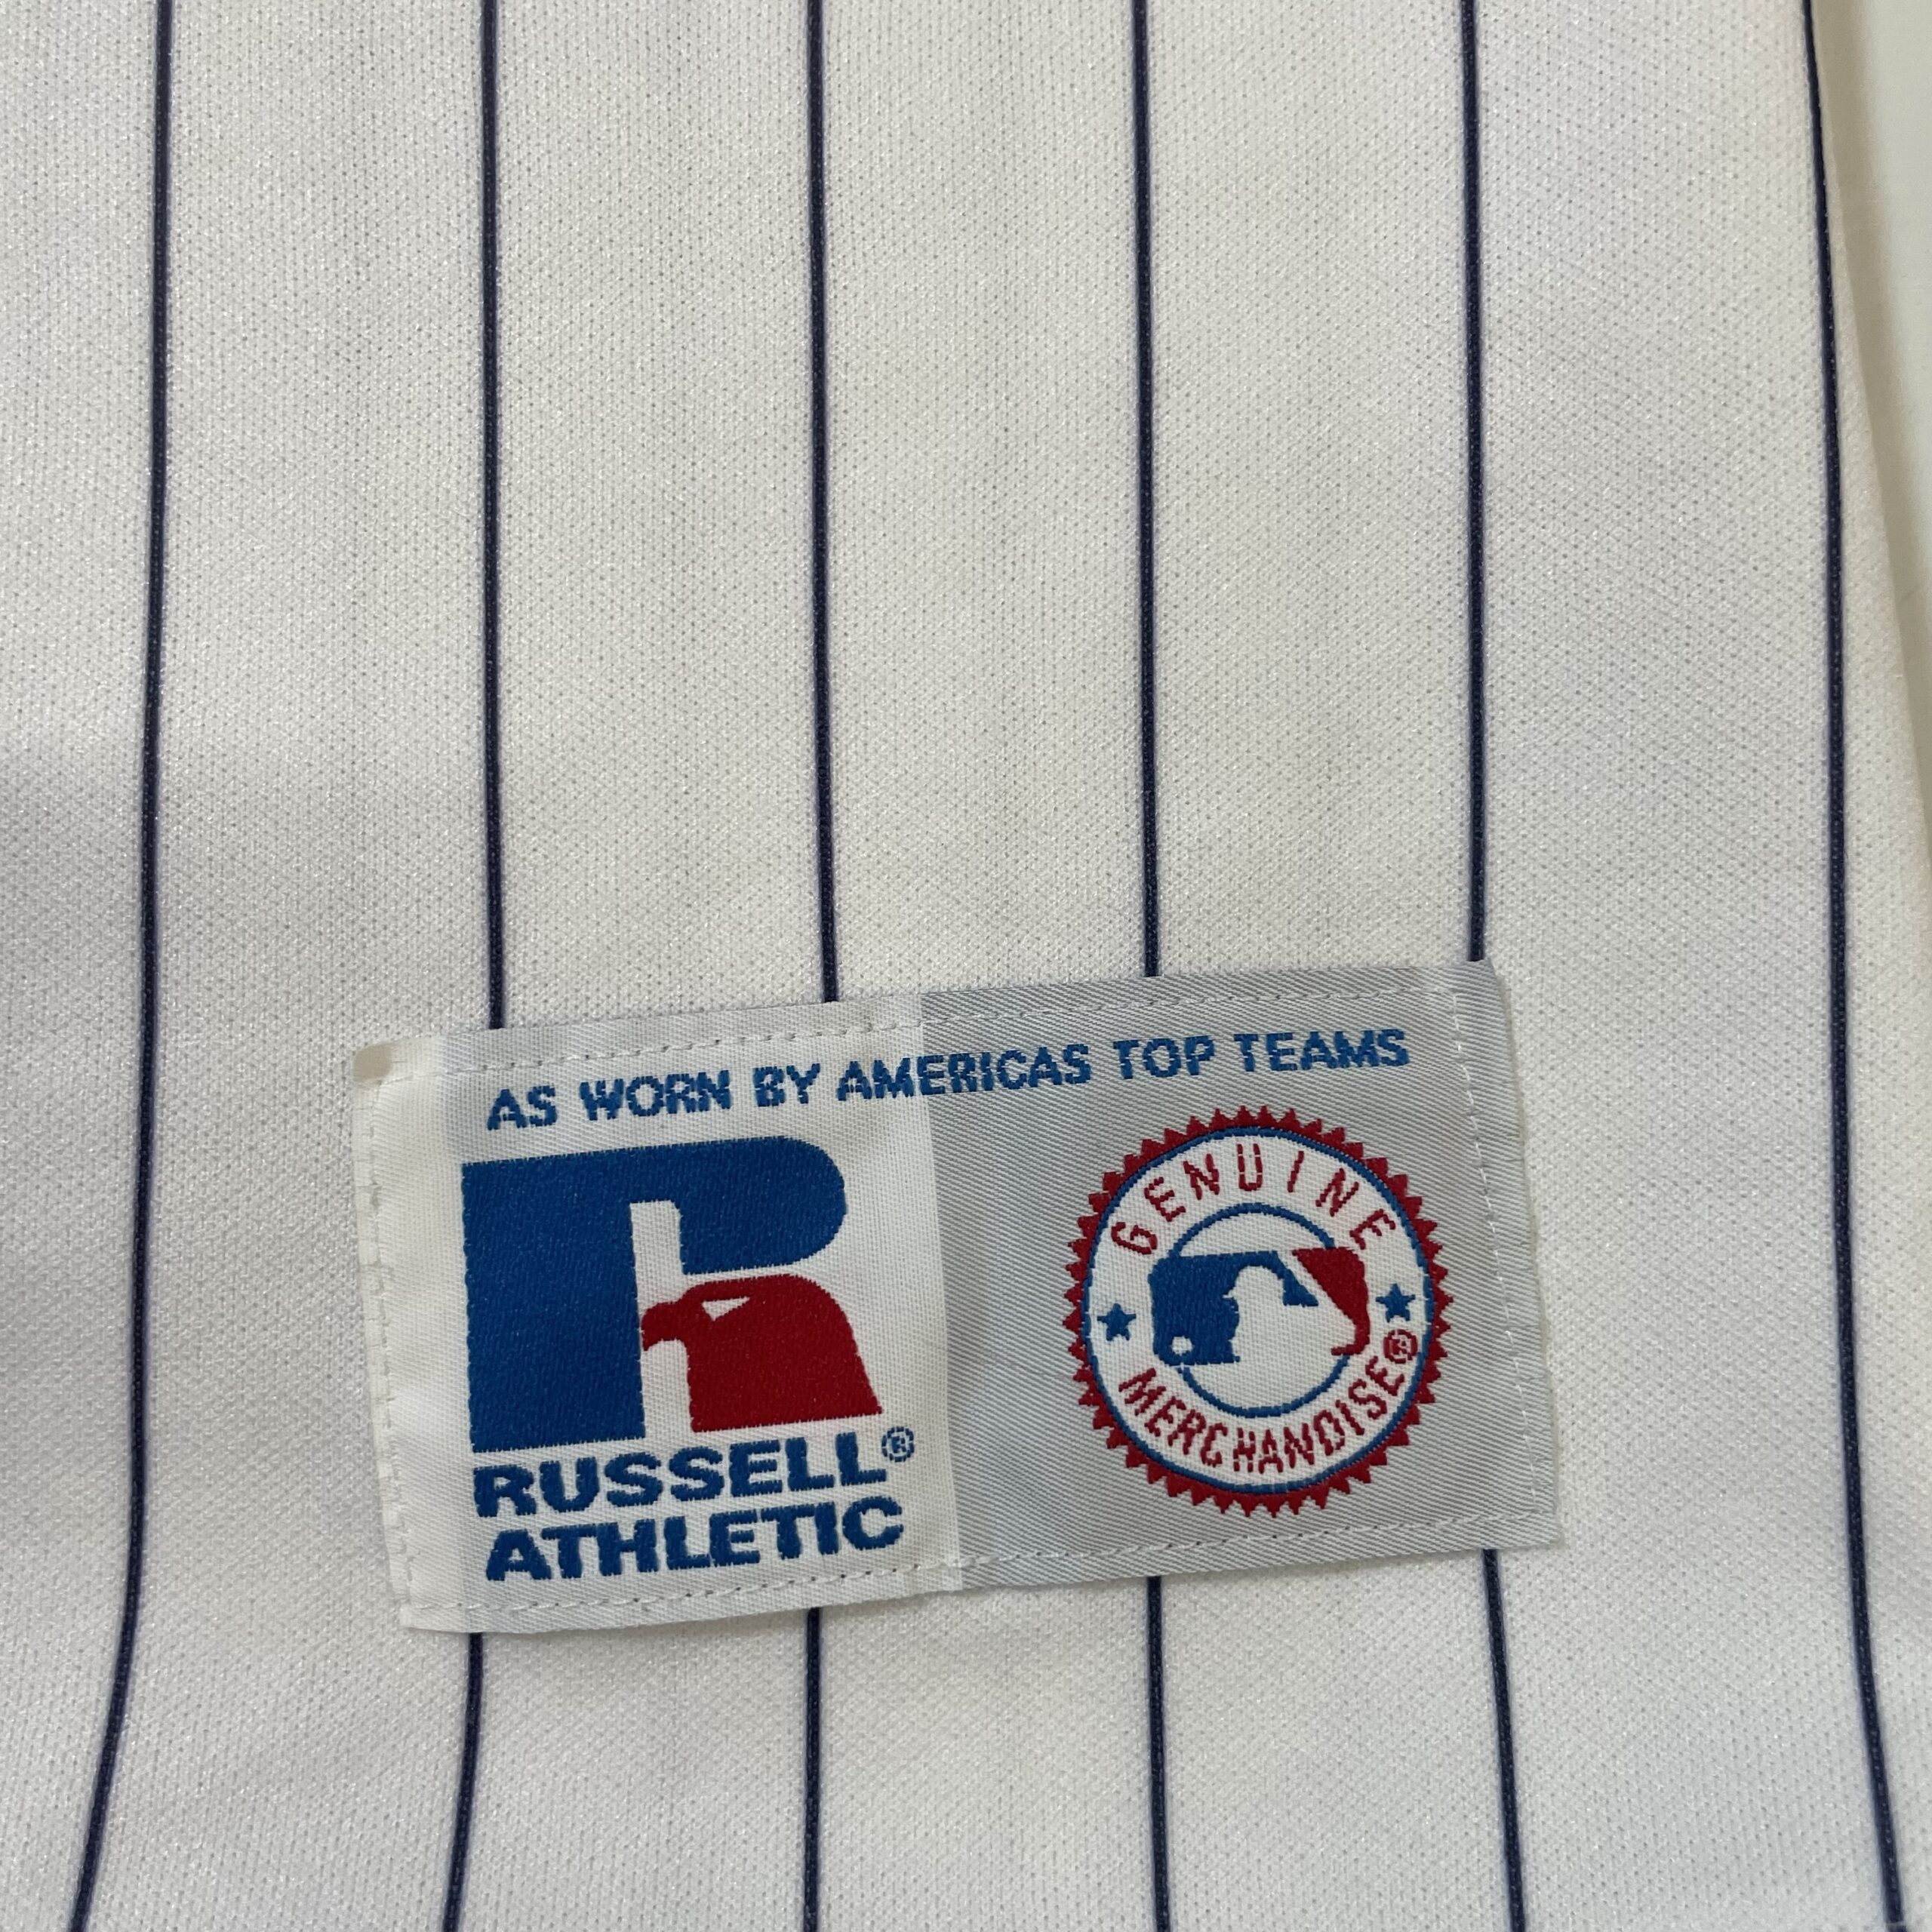 AS WORN BY AMERICAS TOP TEAMS
RUSSELL®
ATHLETIC
GENUINE
MERCHANDISE®